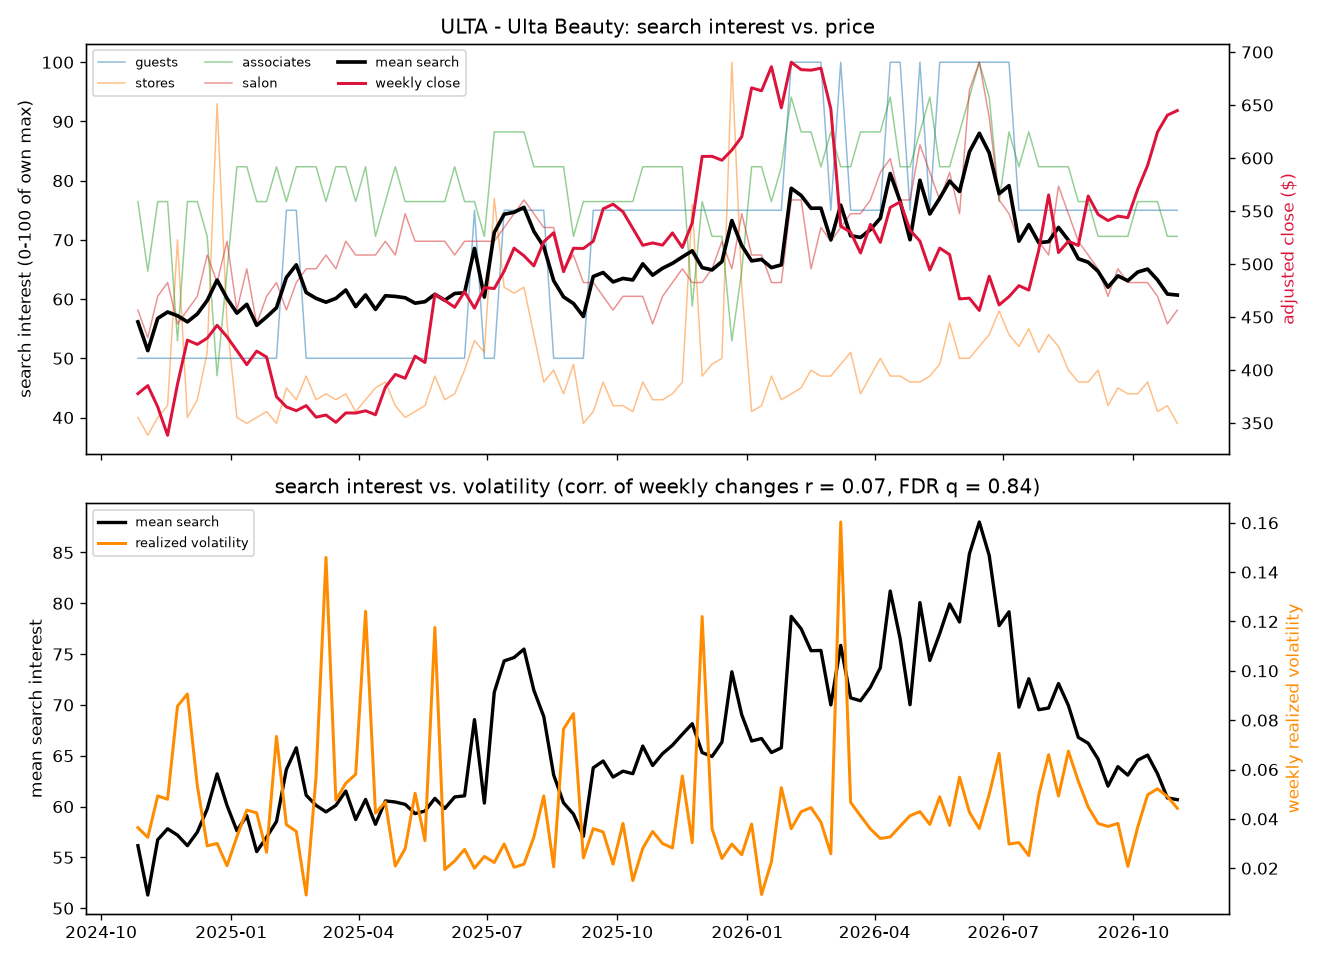 ULTA - Ulta Beauty: search interest vs. price
guests
stores
associates
salon
mean search
weekly close
search interest (0-100 of own max)
100
90
80
70
60
50
40
adjusted close ($)
700
650
600
550
500
450
400
350
search interest vs. volatility (corr. of weekly changes r = 0.07, FDR q = 0.84)
mean search
realized volatility
mean search interest
85
80
75
70
65
60
55
50
weekly realized volatility
0.16
0.14
0.12
0.10
0.08
0.06
0.04
0.02
2024-10
2025-01
2025-04
2025-07
2025-10
2026-01
2026-04
2026-07
2026-10